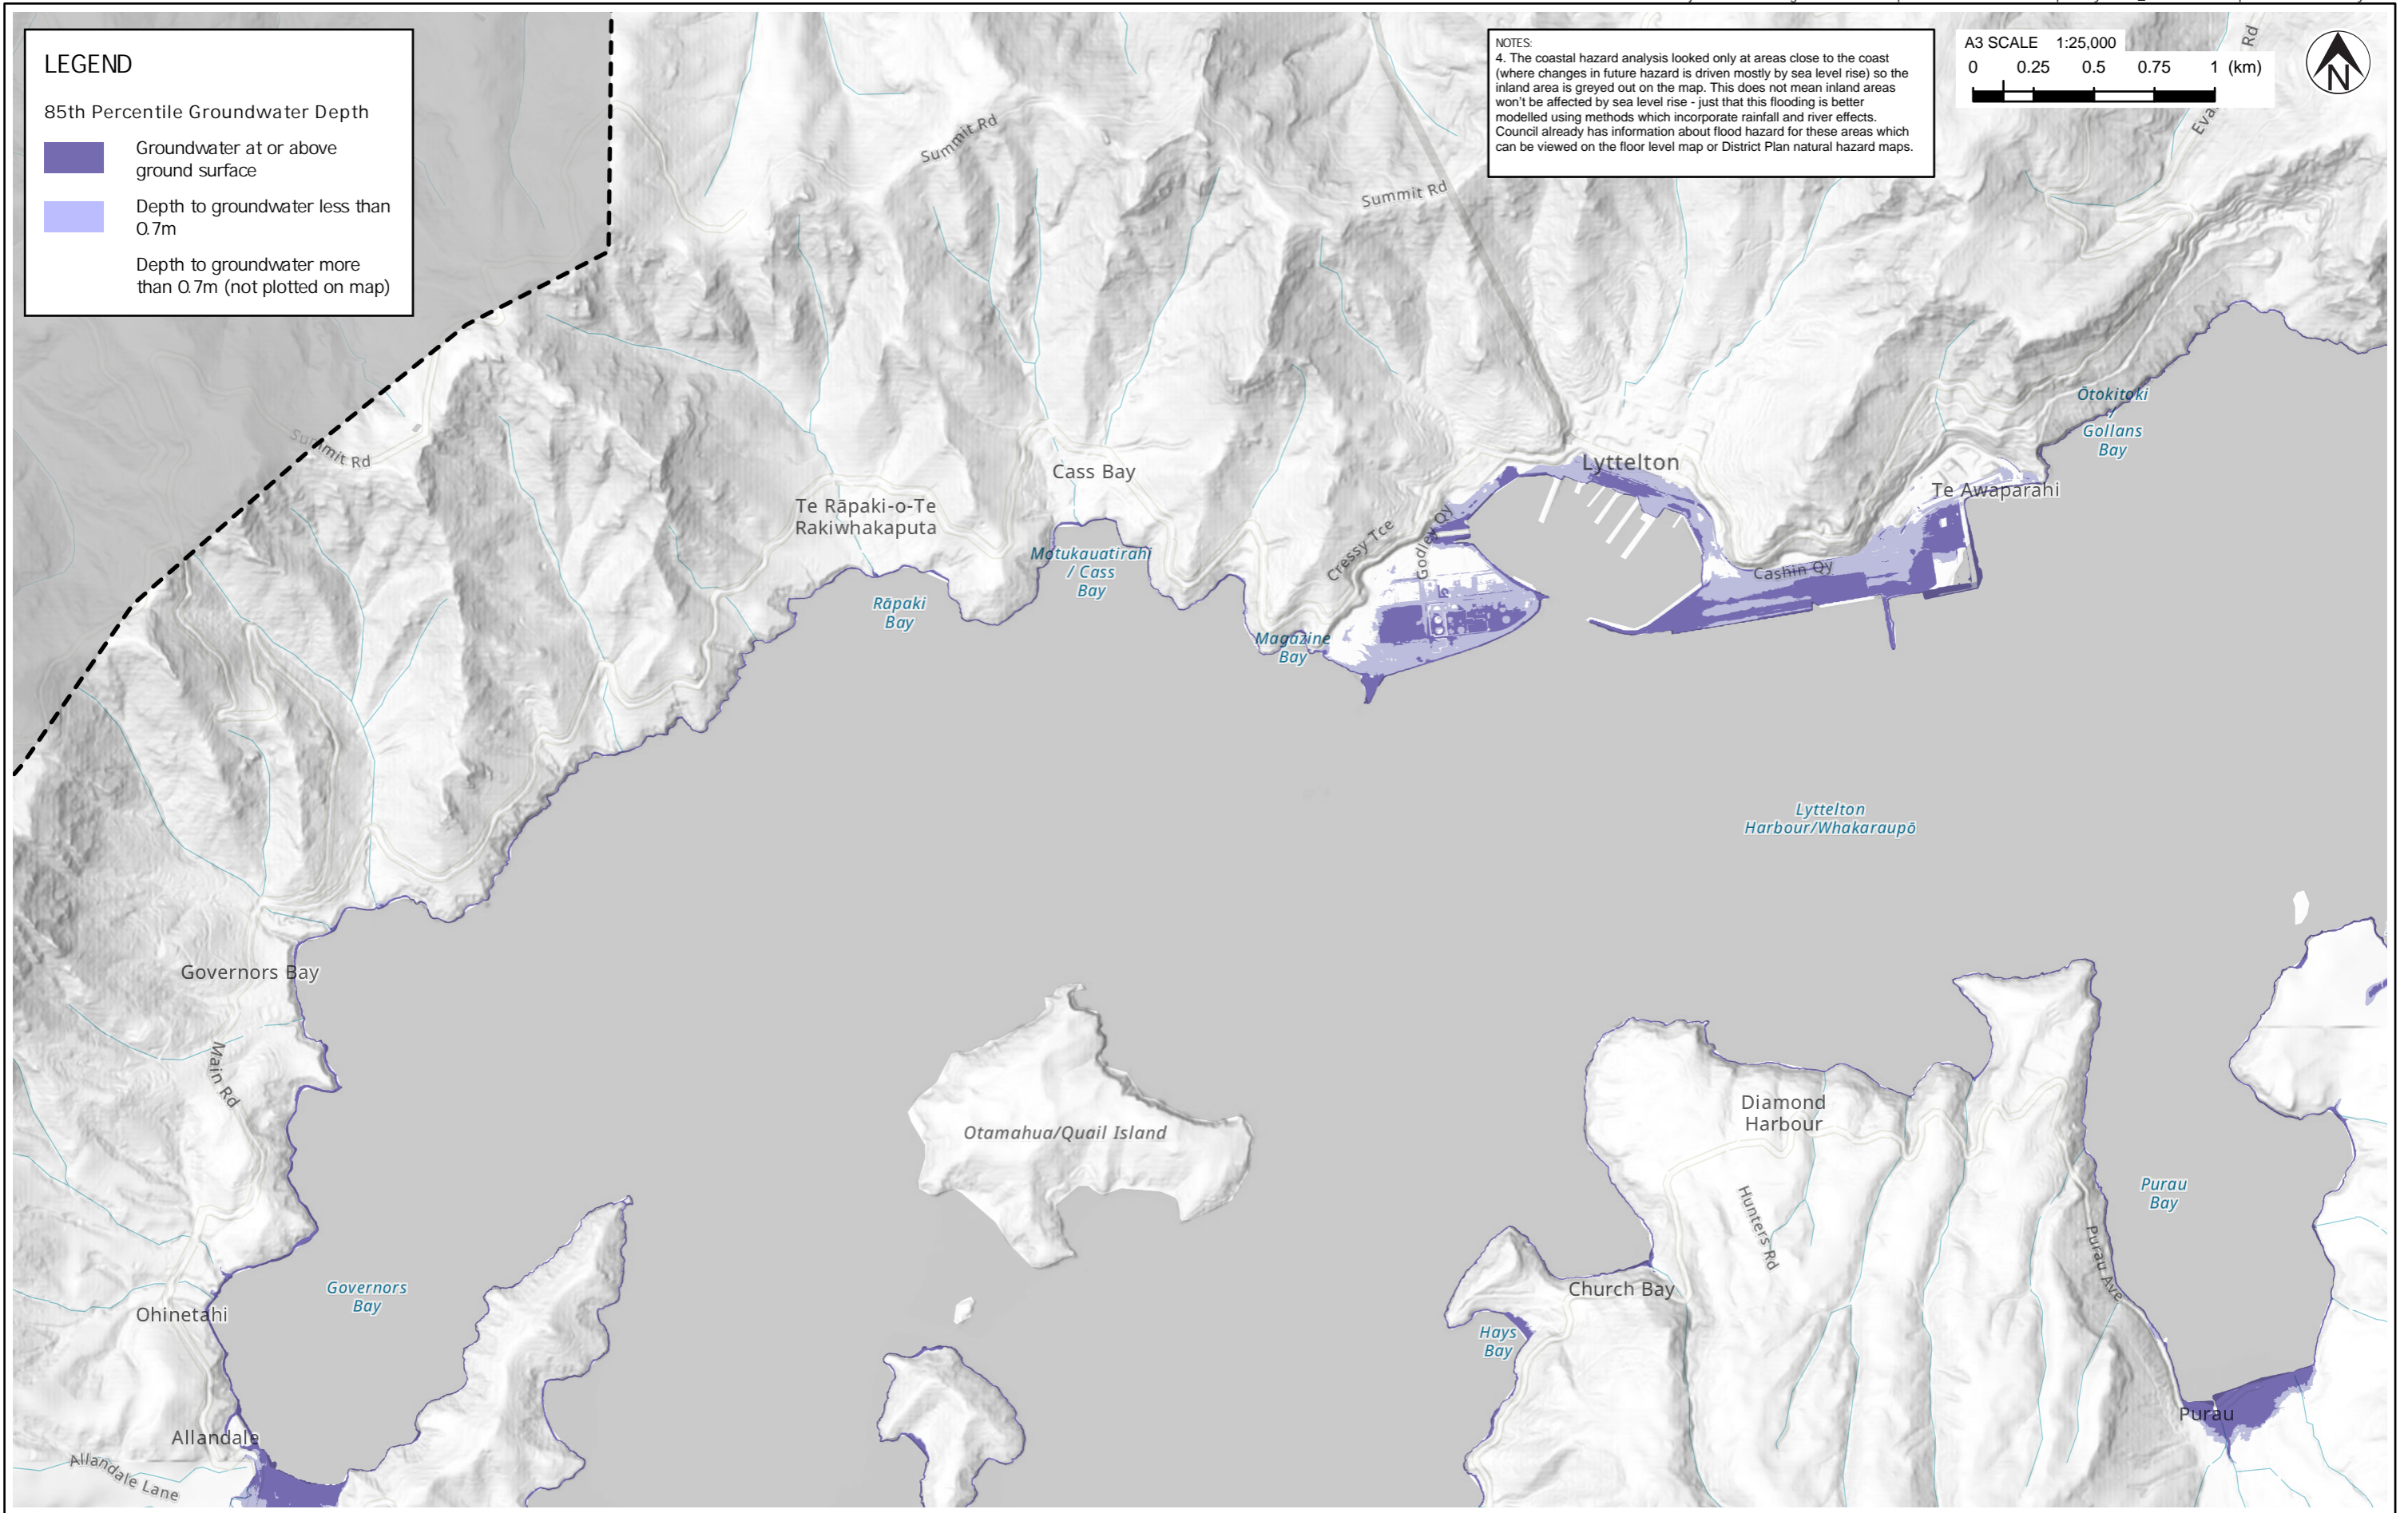 LEGEND
85th Percentile Groundwater Depth
Groundwater at or above
ground surface
Depth to groundwater less than
0.7m
Depth to groundwater more
than 0.7m (not plotted on map)
NOTES:
4. The coastal hazard analysis looked only at areas close to the coast
(where changes in future hazard is driven mostly by sea level rise) so the
inland area is greyed out on the map. This does not mean inland areas
won't be affected by sea level rise - just that this flooding is better
modelled using methods which incorporate rainfall and river effects.
Council already has information about flood hazard for these areas which
can be viewed on the floor level map or District Plan natural hazard maps.
A3 SCALE 1:25,000
0 0.25 0.5 0.75 1 (km)
N
Rd
Summit Rd
Summit Rd
Summit Rd
Ōtokitoki
/
Gollans
Bay
Lyttelton
Cass Bay
Te Awaparahi
Te Rāpaki-o-Te
Rakiwhakaputa
Cressy Tce
Godley Qy
Motukauatirahi
/ Cass
Bay
Cashin Qy
Rāpaki
Bay
Magazine
Bay
Lyttelton
Harbour/Whakaraupō
Governors Bay
Main Rd
Otamahua/Quail Island
Diamond
Harbour
Hunters Rd
Purau
Bay
Purau Ave
Governors
Bay
Church Bay
Ohinetahi
Hays
Bay
Purau
Allandale
Allandale Lane